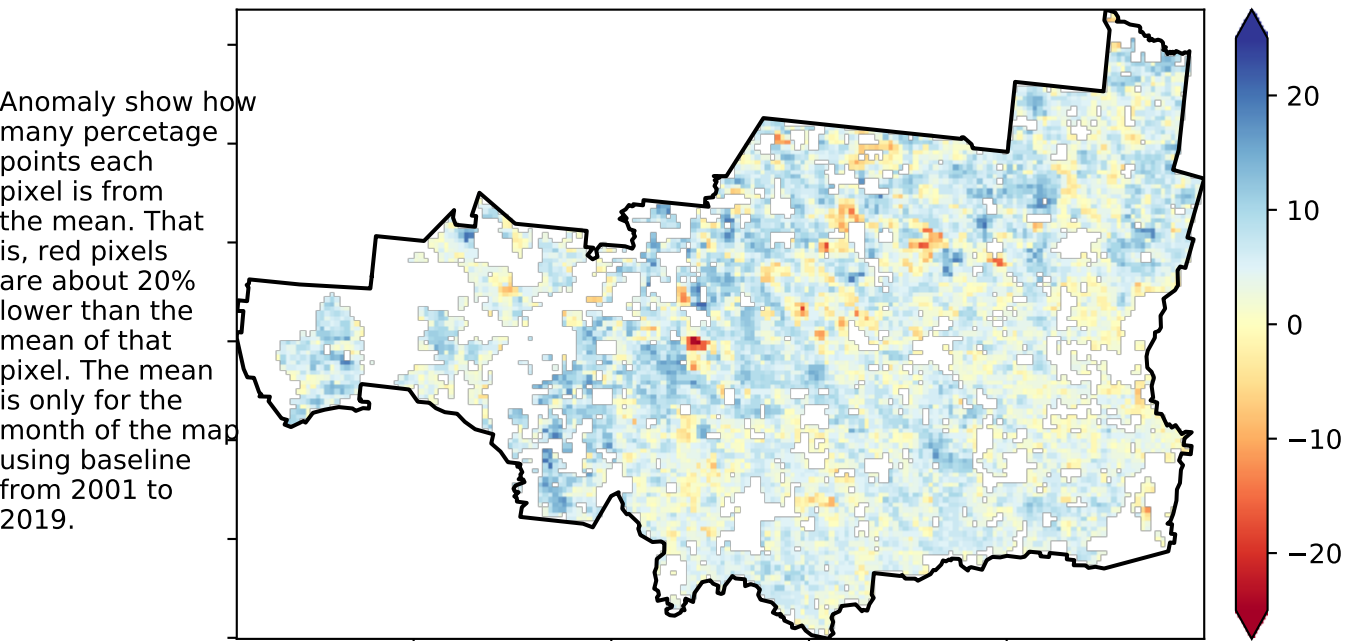 Anomaly show how
many percetage
points each
pixel is from
the mean. That
is, red pixels
are about 20%
lower than the
mean of that
pixel. The mean
is only for the
month of the map
using baseline
from 2001 to
2019.
20
10
0
−10
−20